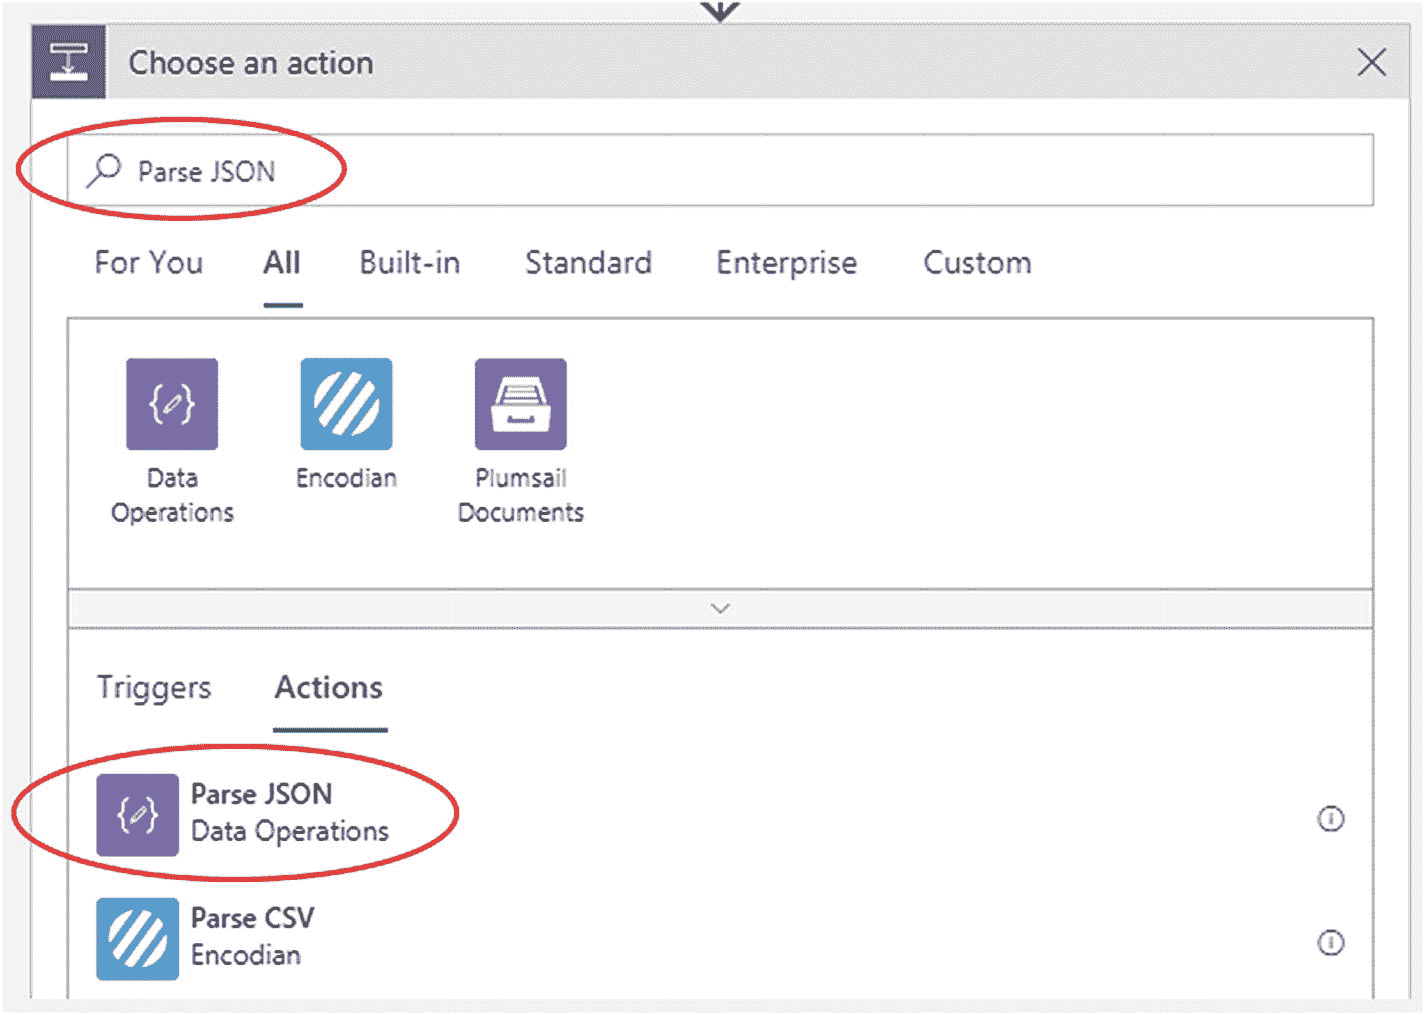 Choose an action
Parse JSON
For You All Built-in Standard Enterprise Custom
Data Operations
Encodian
Plumsail Documents
Triggers Actions
Parse JSON
Data Operations
Parse CSV
Encodian